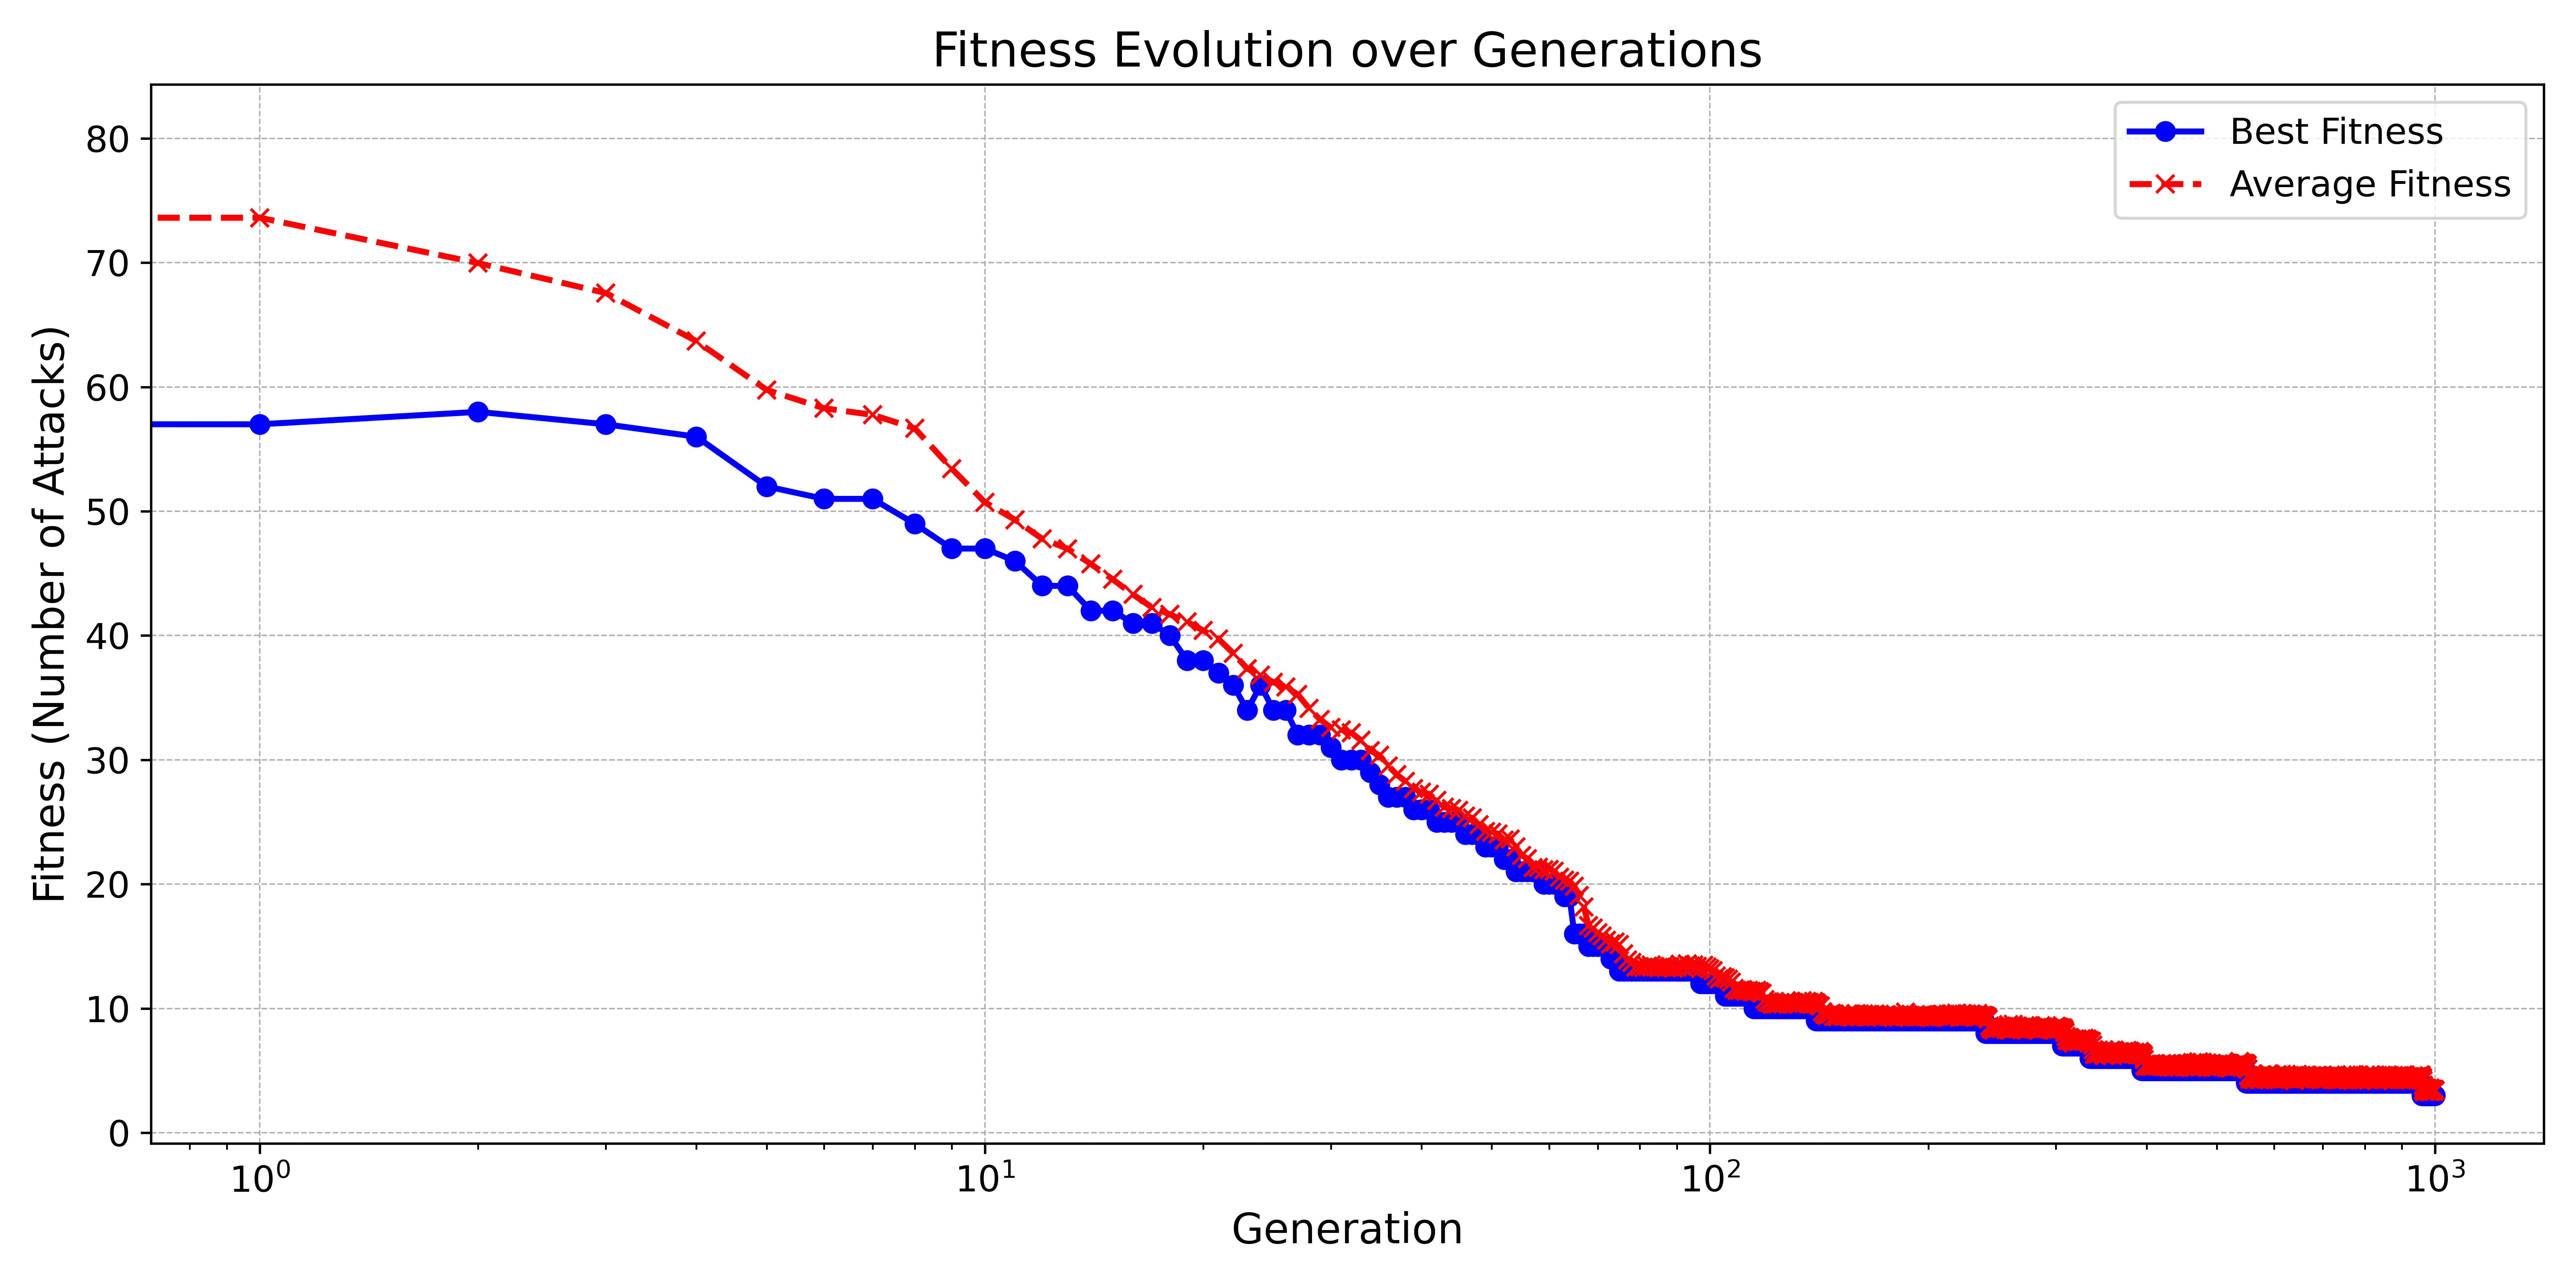 Fitness Evolution over Generations
Best Fitness
Average Fitness
Fitness (Number of Attacks)
80
70
60
50
40
30
20
10
0
10⁰
10¹
10²
10³
Generation